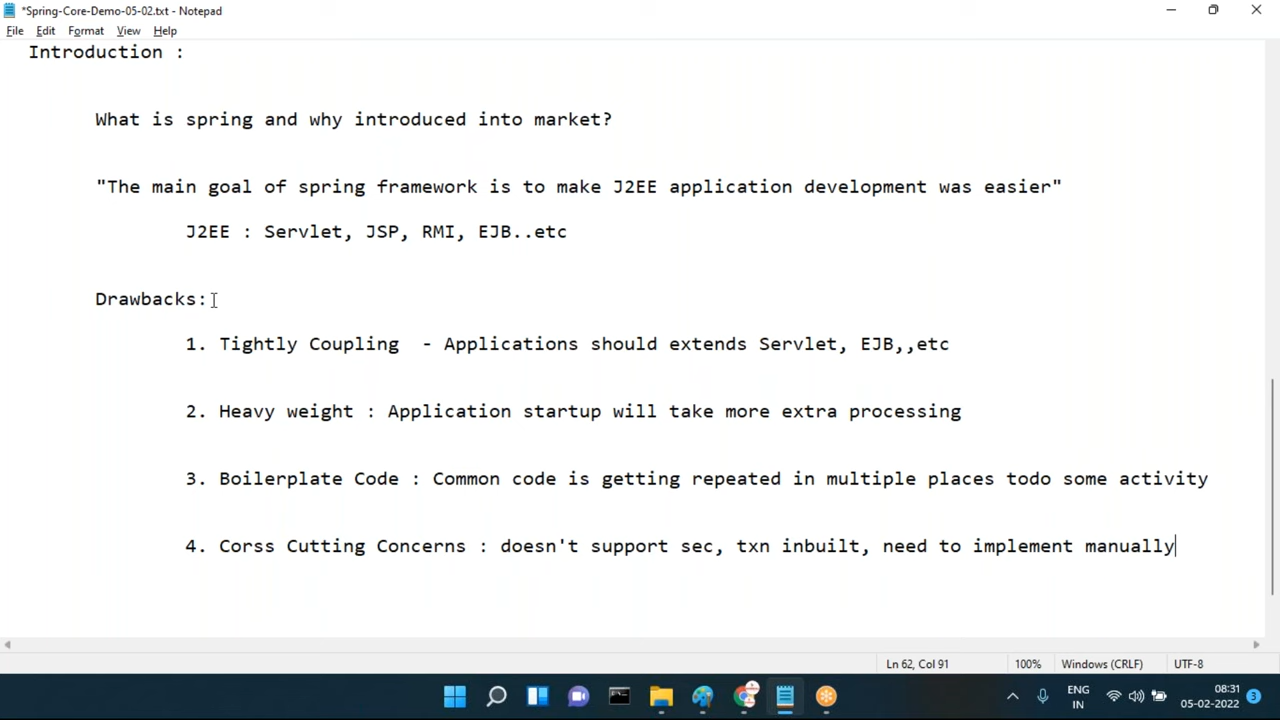 *Spring-Core-Demo-05-02.txt - Notepad
File Edit Format View Help
Introduction :
What is spring and why introduced into market?
"The main goal of spring framework is to make J2EE application development was easier"
J2EE : Servlet, JSP, RMI, EJB..etc
Drawbacks:
1. Tightly Coupling - Applications should extends Servlet, EJB,,etc
2. Heavy weight : Application startup will take more extra processing
3. Boilerplate Code : Common code is getting repeated in multiple places todo some activity
4. Corss Cutting Concerns : doesn't support sec, txn inbuilt, need to implement manually
Ln 62, Col 91 100% Windows (CRLF) UTF-8
ENG 08:31
IN 05-02-2022 3